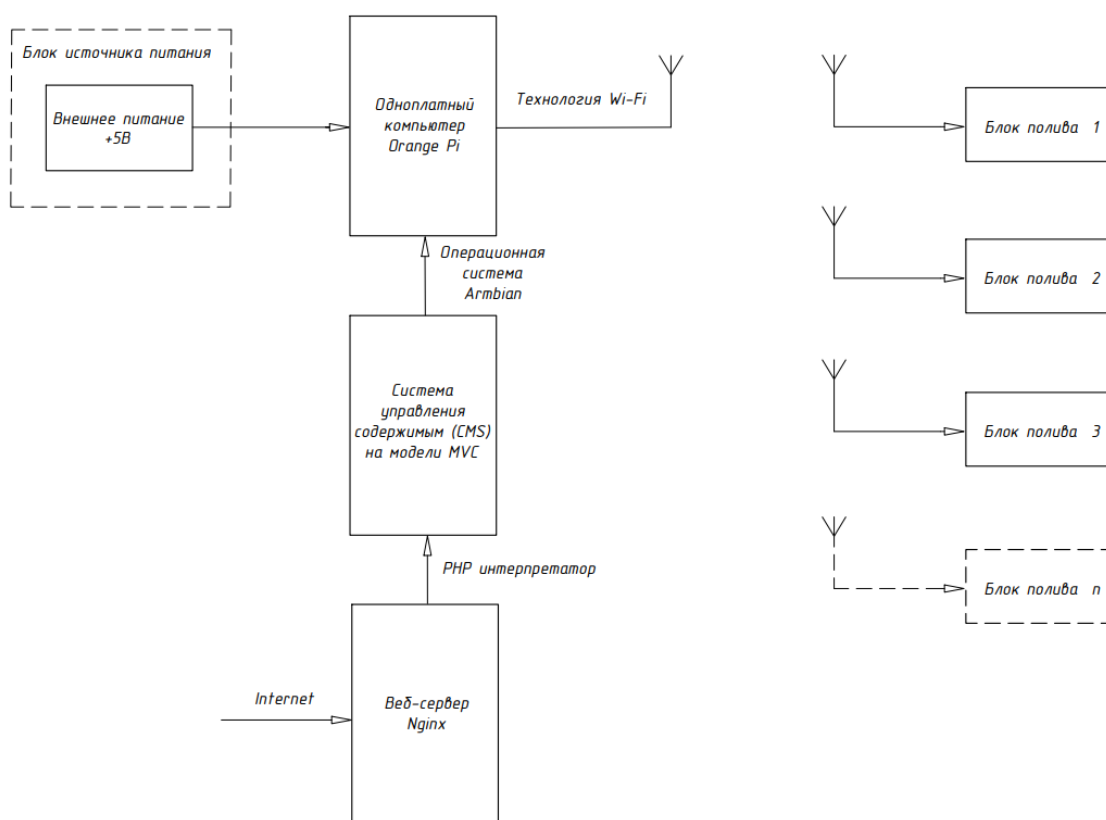 Блок источника питания
Внешнее питание
+5В
Одноплатный
компьютер
Orange Pi
Технология Wi-Fi
Блок полива 1
Блок полива 2
Операционная
система
Armbian
Система
управления
содержимым (CMS)
на модели MVC
Блок полива 3
PHP интерпретатор
Блок полива n
Internet
Веб-сервер
Nginx